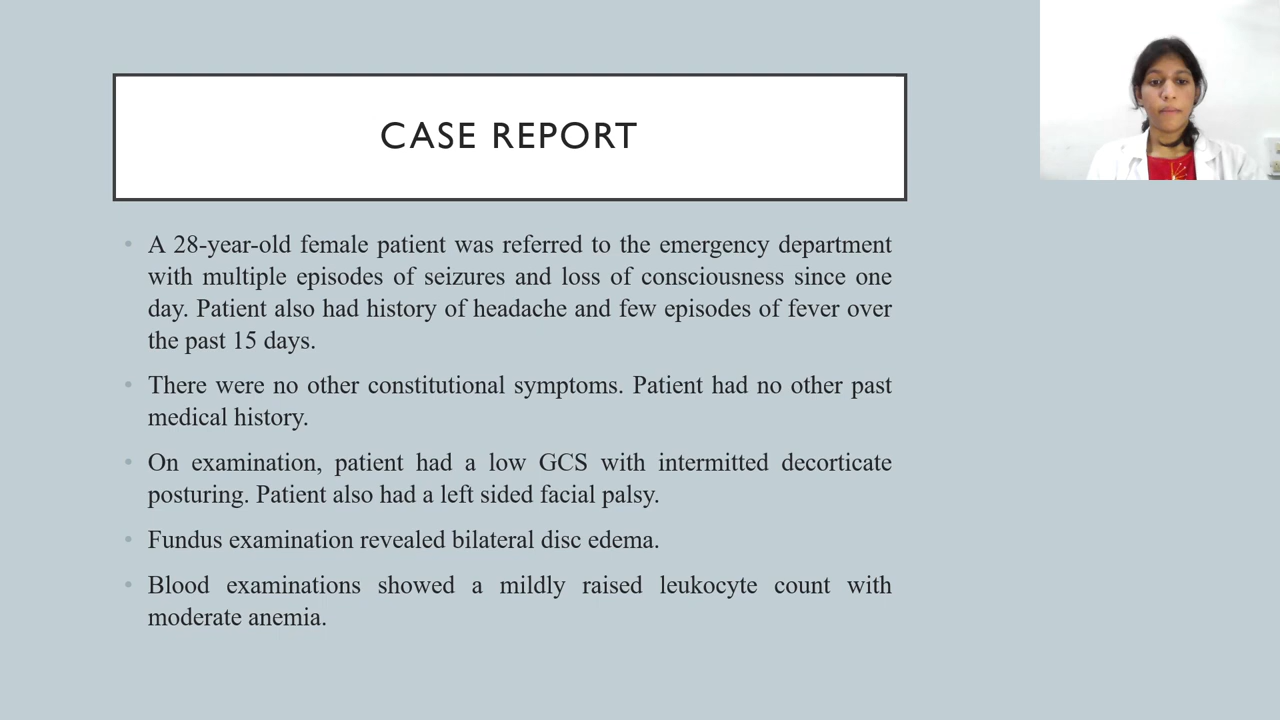 CASE REPORT
• A 28-year-old female patient was referred to the emergency department
with multiple episodes of seizures and loss of consciousness since one
day. Patient also had history of headache and few episodes of fever over
the past 15 days.
• There were no other constitutional symptoms. Patient had no other past
medical history.
• On examination, patient had a low GCS with intermitted decorticate
posturing. Patient also had a left sided facial palsy.
• Fundus examination revealed bilateral disc edema.
• Blood examinations showed a mildly raised leukocyte count with
moderate anemia.